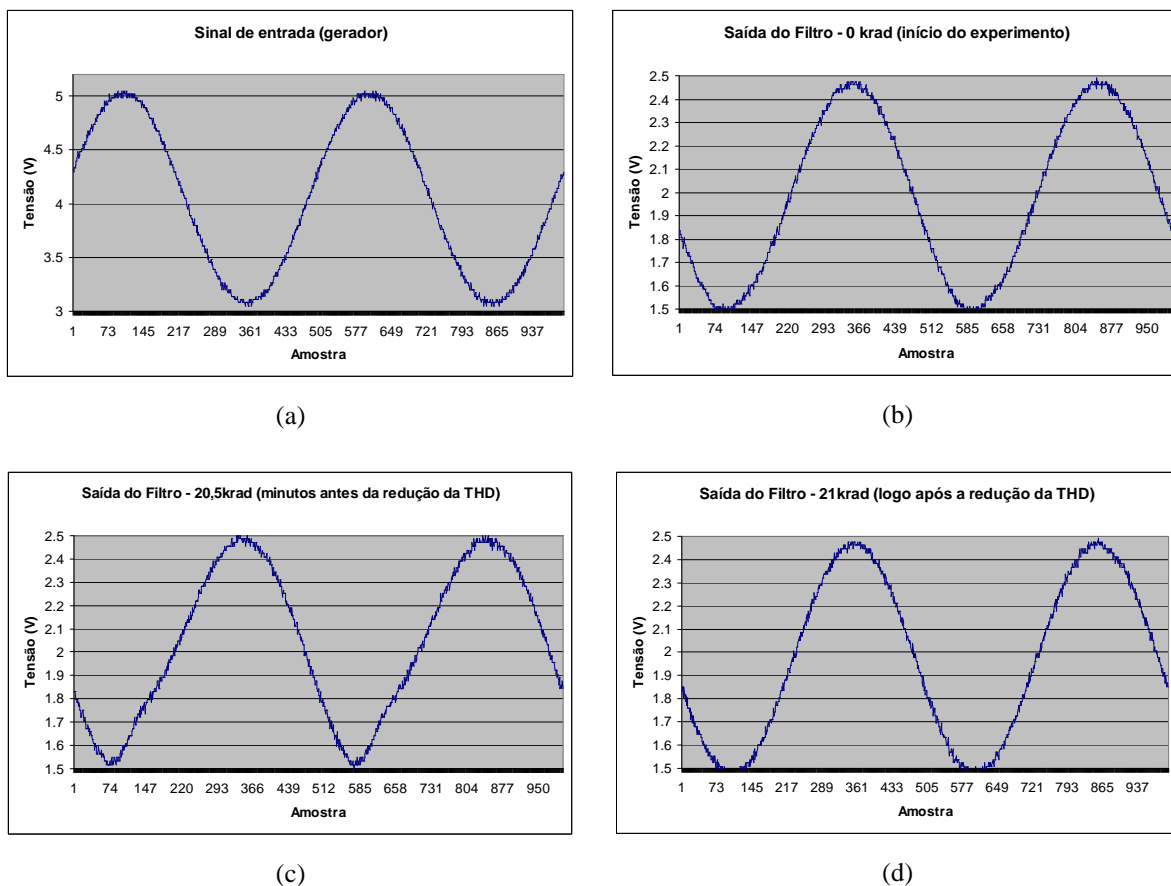 Sinal de entrada (gerador)
Tensão (V)
5
4.5
4
3.5
3
1 73 145 217 289 361 433 505 577 649 721 793 865 937
Amostra
(a)
Saída do Filtro - 0 krad (início do experimento)
Tensão (V)
2.5
2.4
2.3
2.2
2.1
2
1.9
1.8
1.7
1.6
1.5
1 74 147 220 293 366 439 512 585 658 731 804 877 950
Amostra
(b)
Saída do Filtro - 20,5krad (minutos antes da redução da THD)
Tensão (V)
2.5
2.4
2.3
2.2
2.1
2
1.9
1.8
1.7
1.6
1.5
1 74 147 220 293 366 439 512 585 658 731 804 877 950
Amostra
(c)
Saída do Filtro - 21krad (logo após a redução da THD)
Tensão (V)
2.5
2.4
2.3
2.2
2.1
2
1.9
1.8
1.7
1.6
1.5
1 73 145 217 289 361 433 505 577 649 721 793 865 937
Amostra
(d)